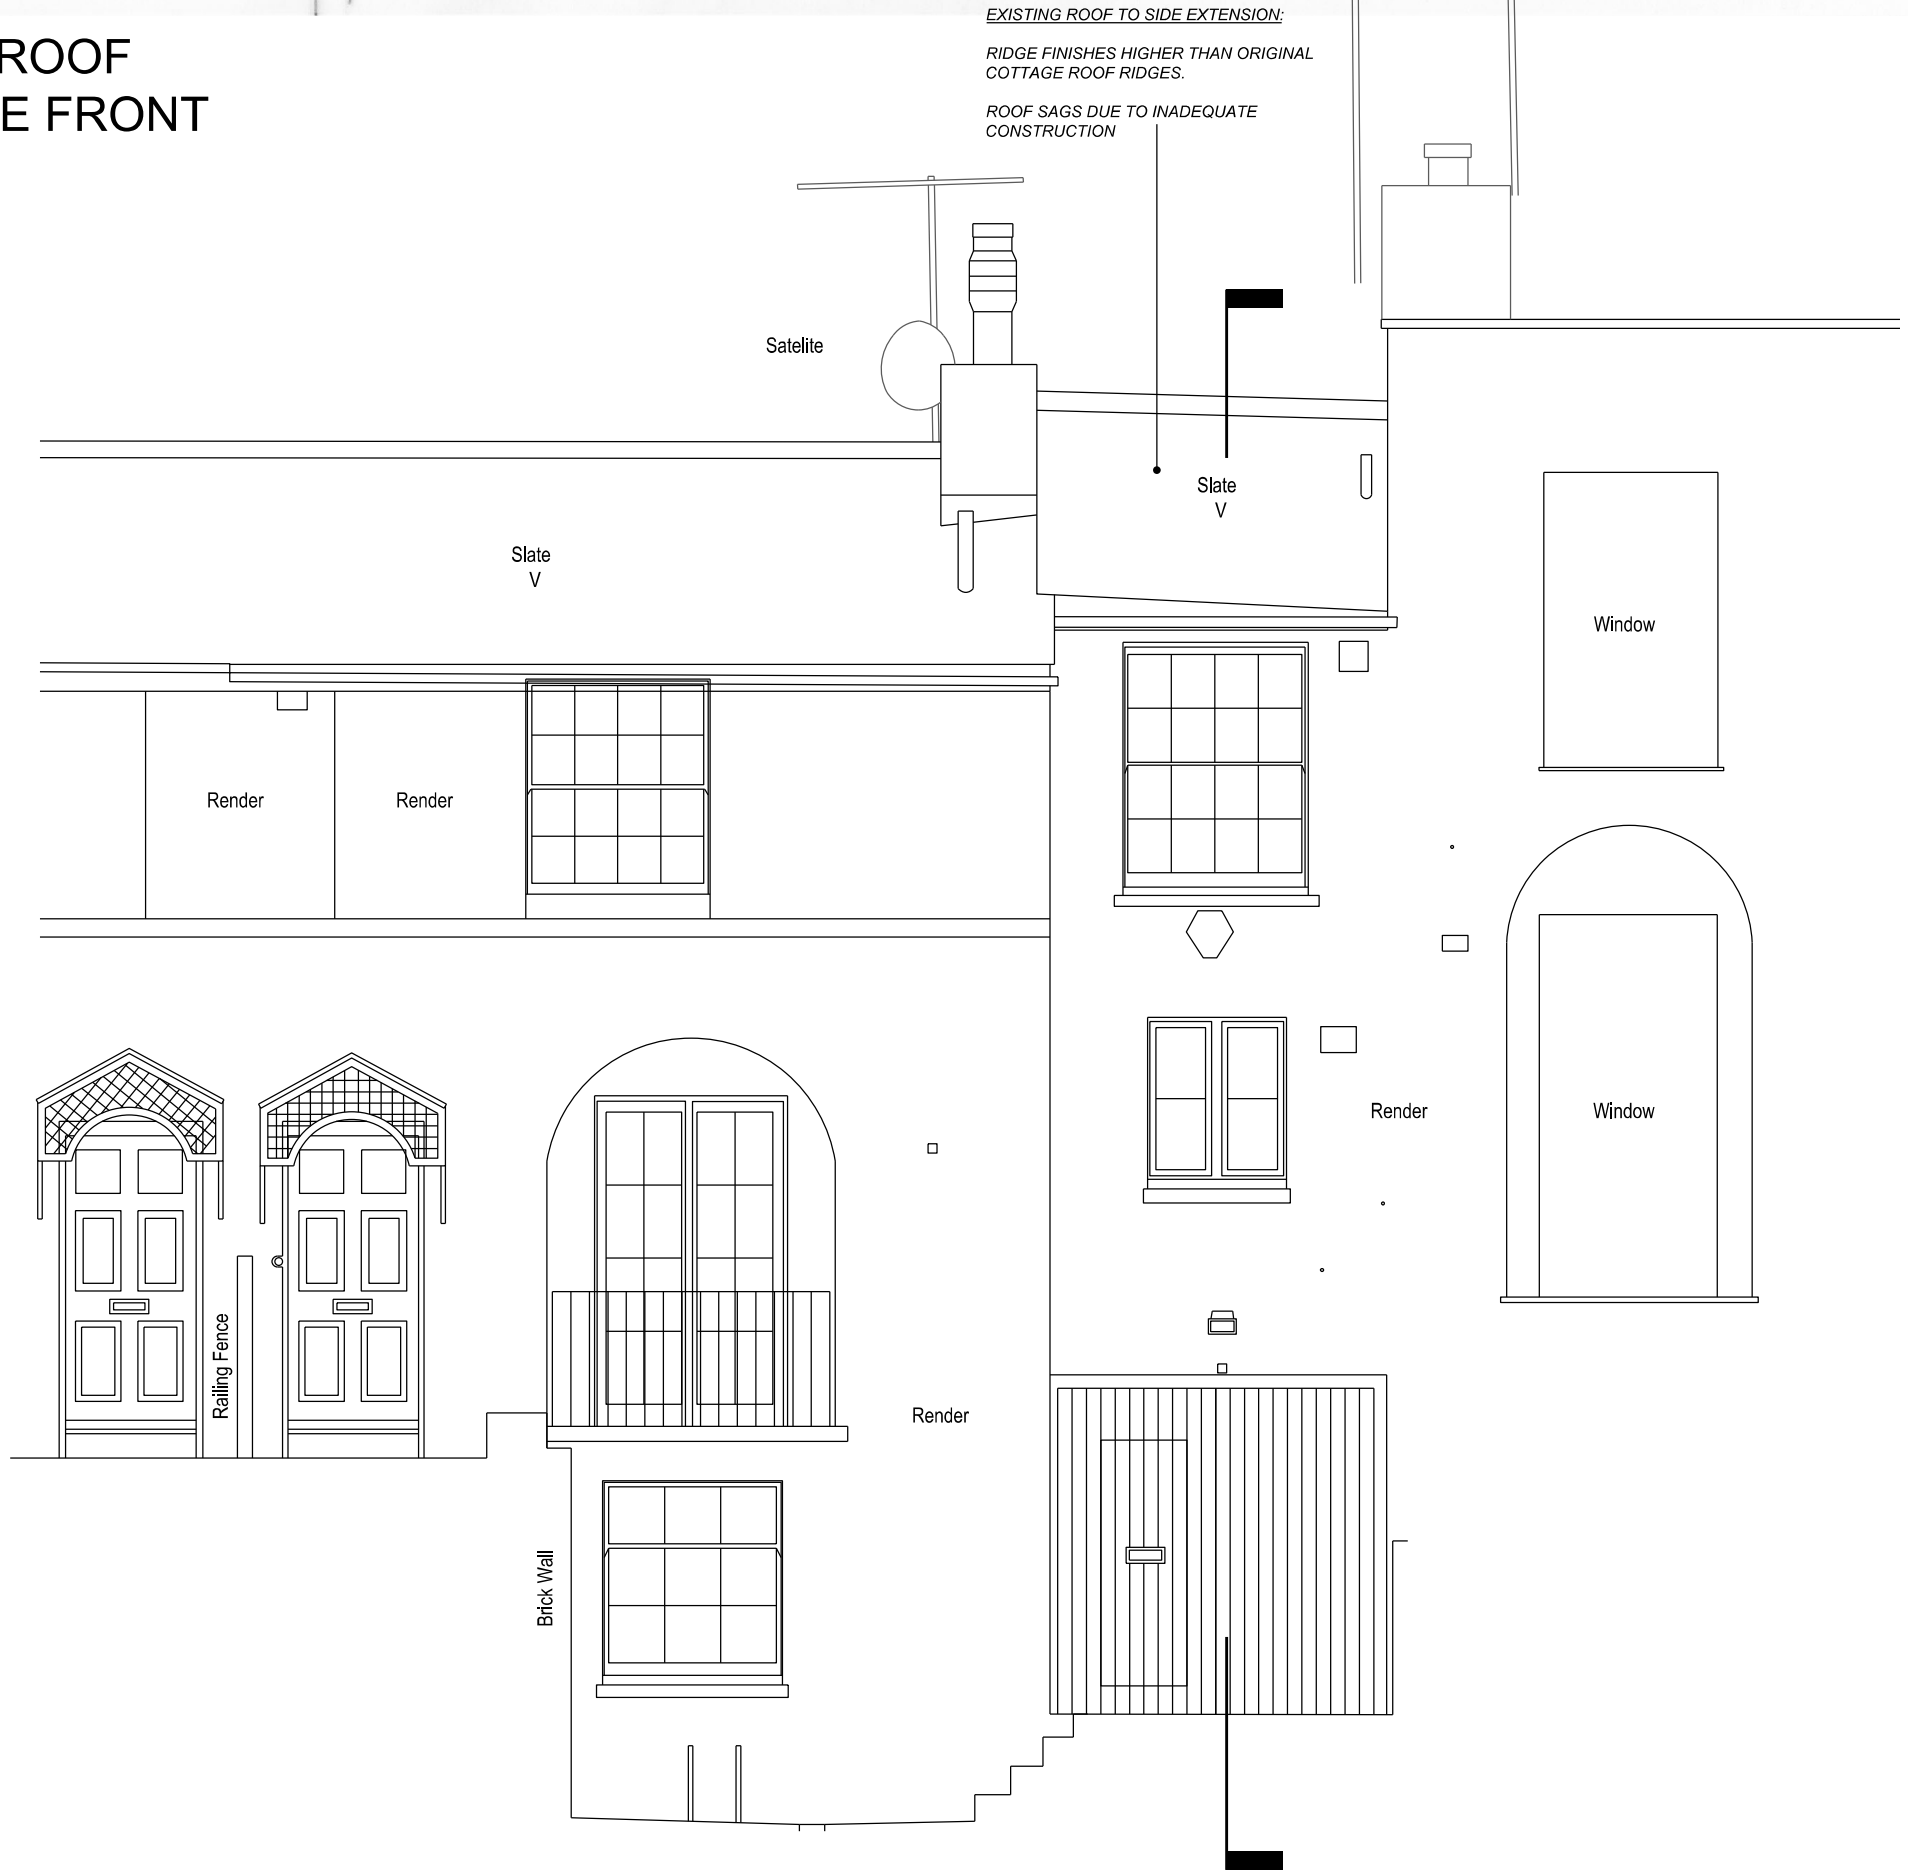 ROOF
E FRONT
EXISTING ROOF TO SIDE EXTENSION:
RIDGE FINISHES HIGHER THAN ORIGINAL
COTTAGE ROOF RIDGES.
ROOF SAGS DUE TO INADEQUATE
CONSTRUCTION
Satelite
Slate
V
Slate
V
Window
Render
Render
Render
Window
Railing Fence
Render
Brick Wall